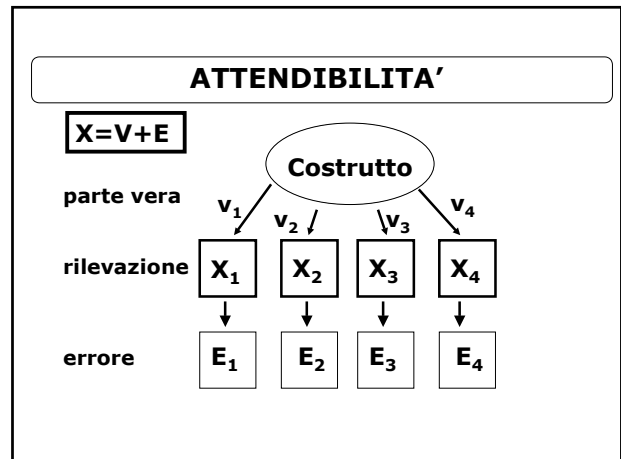 ATTENDIBILITA’
X=V+E
Costrutto
parte vera
v₁
v₂
v₃
v₄
rilevazione
X₁
X₂
X₃
X₄
errore
E₁
E₂
E₃
E₄